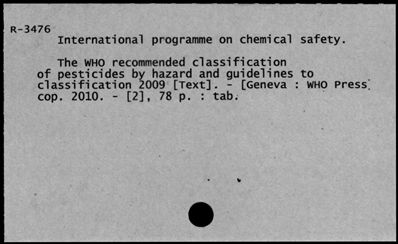 R-3476
International programme on chemical safety.
The WHO recommended classification
of pesticides by hazard and guidelines to
classification 2009 [Text]. - [Geneva : WHO Press,
cop. 2010. - [2], 78 p. : tab.